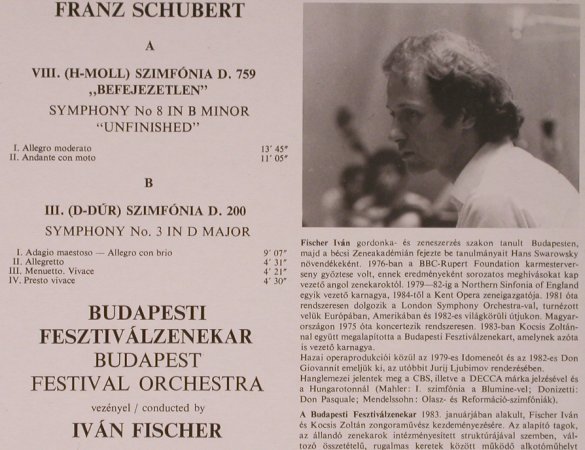 FRANZ SCHUBERT
A
VIII. (H-MOLL) SZIMFÓNIA D. 759
,,BEFEJEZETLEN”
SYMPHONY No 8 IN B MINOR
“UNFINISHED”
I. Allegro moderato 13′ 45″
II. Andante con moto 11′ 05″
B
III. (D-DÚR) SZIMFÓNIA D. 200
SYMPHONY No. 3 IN D MAJOR
I. Adagio maestoso — Allegro con brio 9′ 07″
II. Allegretto 4′ 31″
III. Menuetto. Vivace 4′ 21″
IV. Presto vivace 4′ 30″
BUDAPESTI
FESZTIVÁLZENEKAR
BUDAPEST
FESTIVAL ORCHESTRA
vezényel / conducted by
IVÁN FISCHER
Fischer Iván gordonka- és zeneszerzés szakon tanult Budapesten,
majd a bécsi Zeneakadémián fejezte be tanulmányait Hans Swarowsky
növendékeként. 1976-ban a BBC-Rupert Foundation karmesterver-
seny győztese volt, ennek eredményeként sorozatos meghívásokat kap
vezető angol zenekaroktól. 1979—82-ig a Northern Sinfonia of England
egyik vezető karnagya, 1984-től a Kent Opera zeneigazgatója. 1981 óta
rendszeresen dolgozik a London Symphony Orchestra-val, turnézott
velük Európában, Amerikában és 1982-es világkörüli útjukon. Magyar-
országon 1975 óta koncertezik rendszeresen. 1983-ban Kocsis Zoltán-
nal együtt megalapította a Budapesti Fesztiválzenekart, amelynek azóta
is vezető karnagya.
Hazai operaprodukciói közül az 1979-es Idomeneót és az 1982-es Don
Giovannit emeljük ki, az utóbbit Jurij Ljubimov rendezésében.
Hanglemezei jelentek meg a CBS, illetve a DECCA márka jelzésével és
a Hungarotonnál (Mahler: I. szimfónia a Blumine-vel; Donizetti:
Don Pasquale; Mendelssohn: Olasz- és Reformáció-szimfóniák).
A Budapesti Fesztiválzenekar 1983. januárjában alakult, Fischer Iván
és Kocsis Zoltán zongoraművész kezdeményezésére. Az alapító tagok,
az állandó zenekarok intézményesített struktúrájával szemben, vál-
tozó összetételű, rugalmas keretek között működő alkotóműhelyt